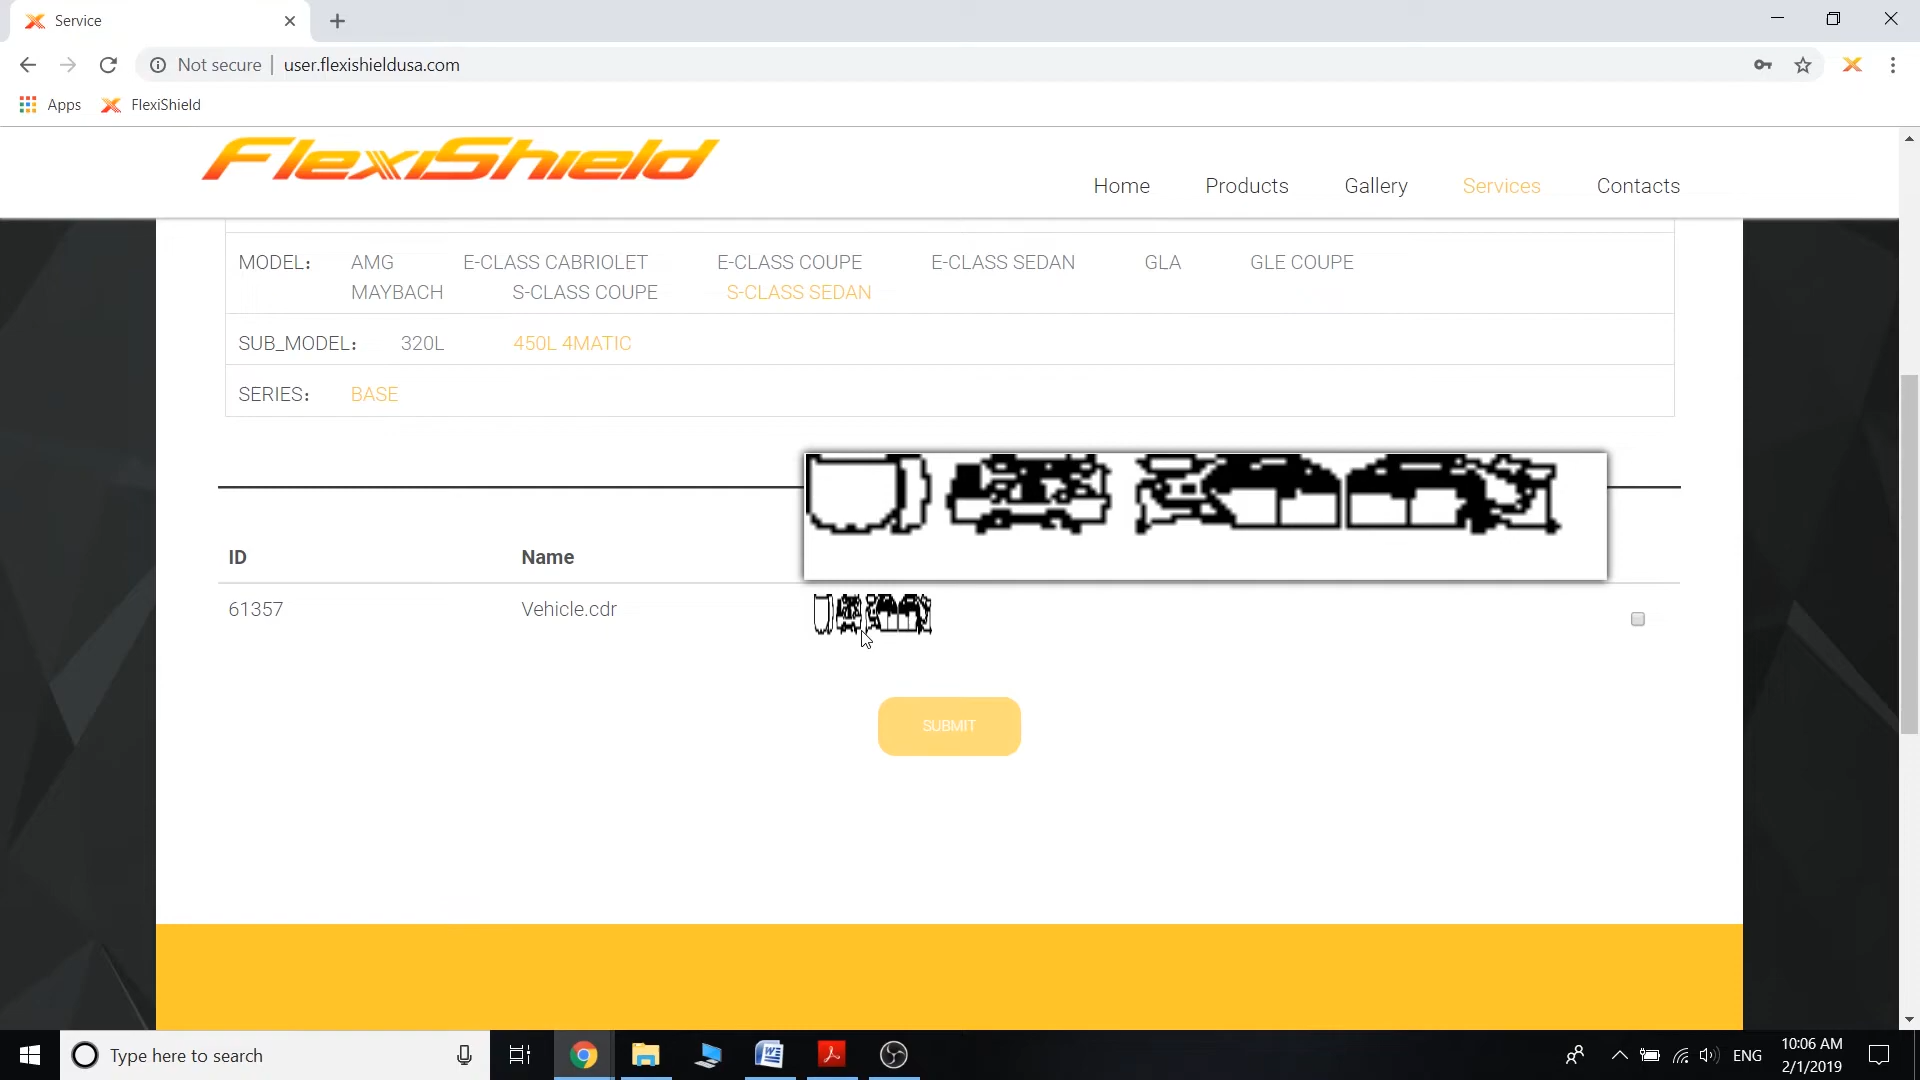 Service
Not secure | user.flexishieldusa.com
Apps FlexiShield
FlexiShield
Home Products Gallery Services Contacts
MODEL: AMG E-CLASS CABRIOLET E-CLASS COUPE E-CLASS SEDAN GLA GLE COUPE
MAYBACH S-CLASS COUPE S-CLASS SEDAN
SUB_MODEL: 320L 450L 4MATIC
SERIES: BASE
ID Name
61357 Vehicle.cdr
SUBMIT
Type here to search
ENG
10:06 AM
2/1/2019